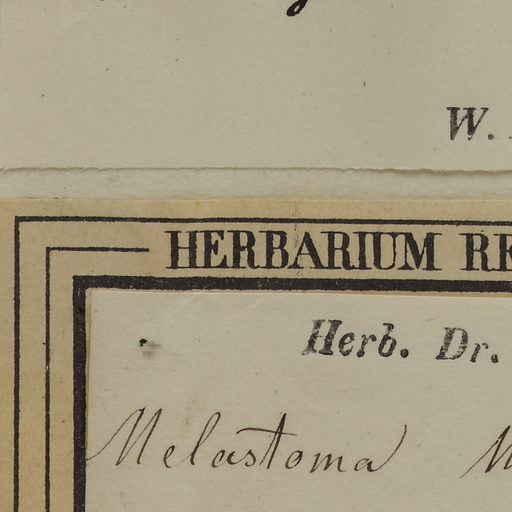 W.
HERBARIUM RE
Herb. Dr.
Melastoma M